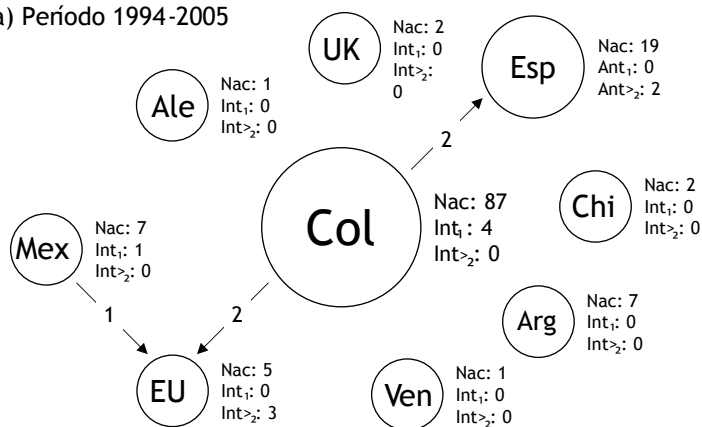 a) Período 1994-2005
UK
Nac: 2
Int₁: 0
Int>₂:
0
Esp
Nac: 19
Ant₁: 0
Ant>₂: 2
Ale
Nac: 1
Int₁: 0
Int>₂: 0
2
Col
Nac: 87
Int₁: 4
Int>₂: 0
Chi
Nac: 2
Int₁: 0
Int>₂: 0
Mex
Nac: 7
Int₁: 1
Int>₂: 0
1
2
Arg
Nac: 7
Int₁: 0
Int>₂: 0
EU
Nac: 5
Int₁: 0
Int>₂: 3
Ven
Nac: 1
Int₁: 0
Int>₂: 0